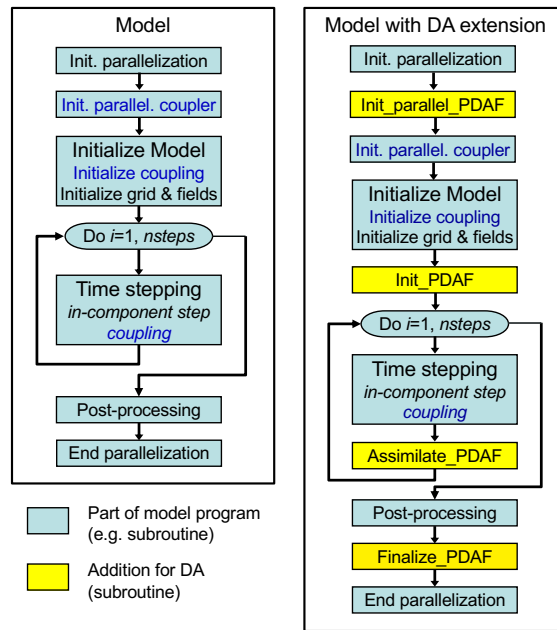 Model
Init. parallelization
Init. parallel. coupler
Initialize Model
Initialize coupling
Initialize grid & fields
Do i=1, nsteps
Time stepping
in-component step
coupling
Post-processing
End parallelization
Part of model program
(e.g. subroutine)
Addition for DA
(subroutine)
Model with DA extension
Init. parallelization
Init_parallel_PDAF
Init. parallel. coupler
Initialize Model
Initialize coupling
Initialize grid & fields
Init_PDAF
Do i=1, nsteps
Time stepping
in-component step
coupling
Assimilate_PDAF
Post-processing
Finalize_PDAF
End parallelization